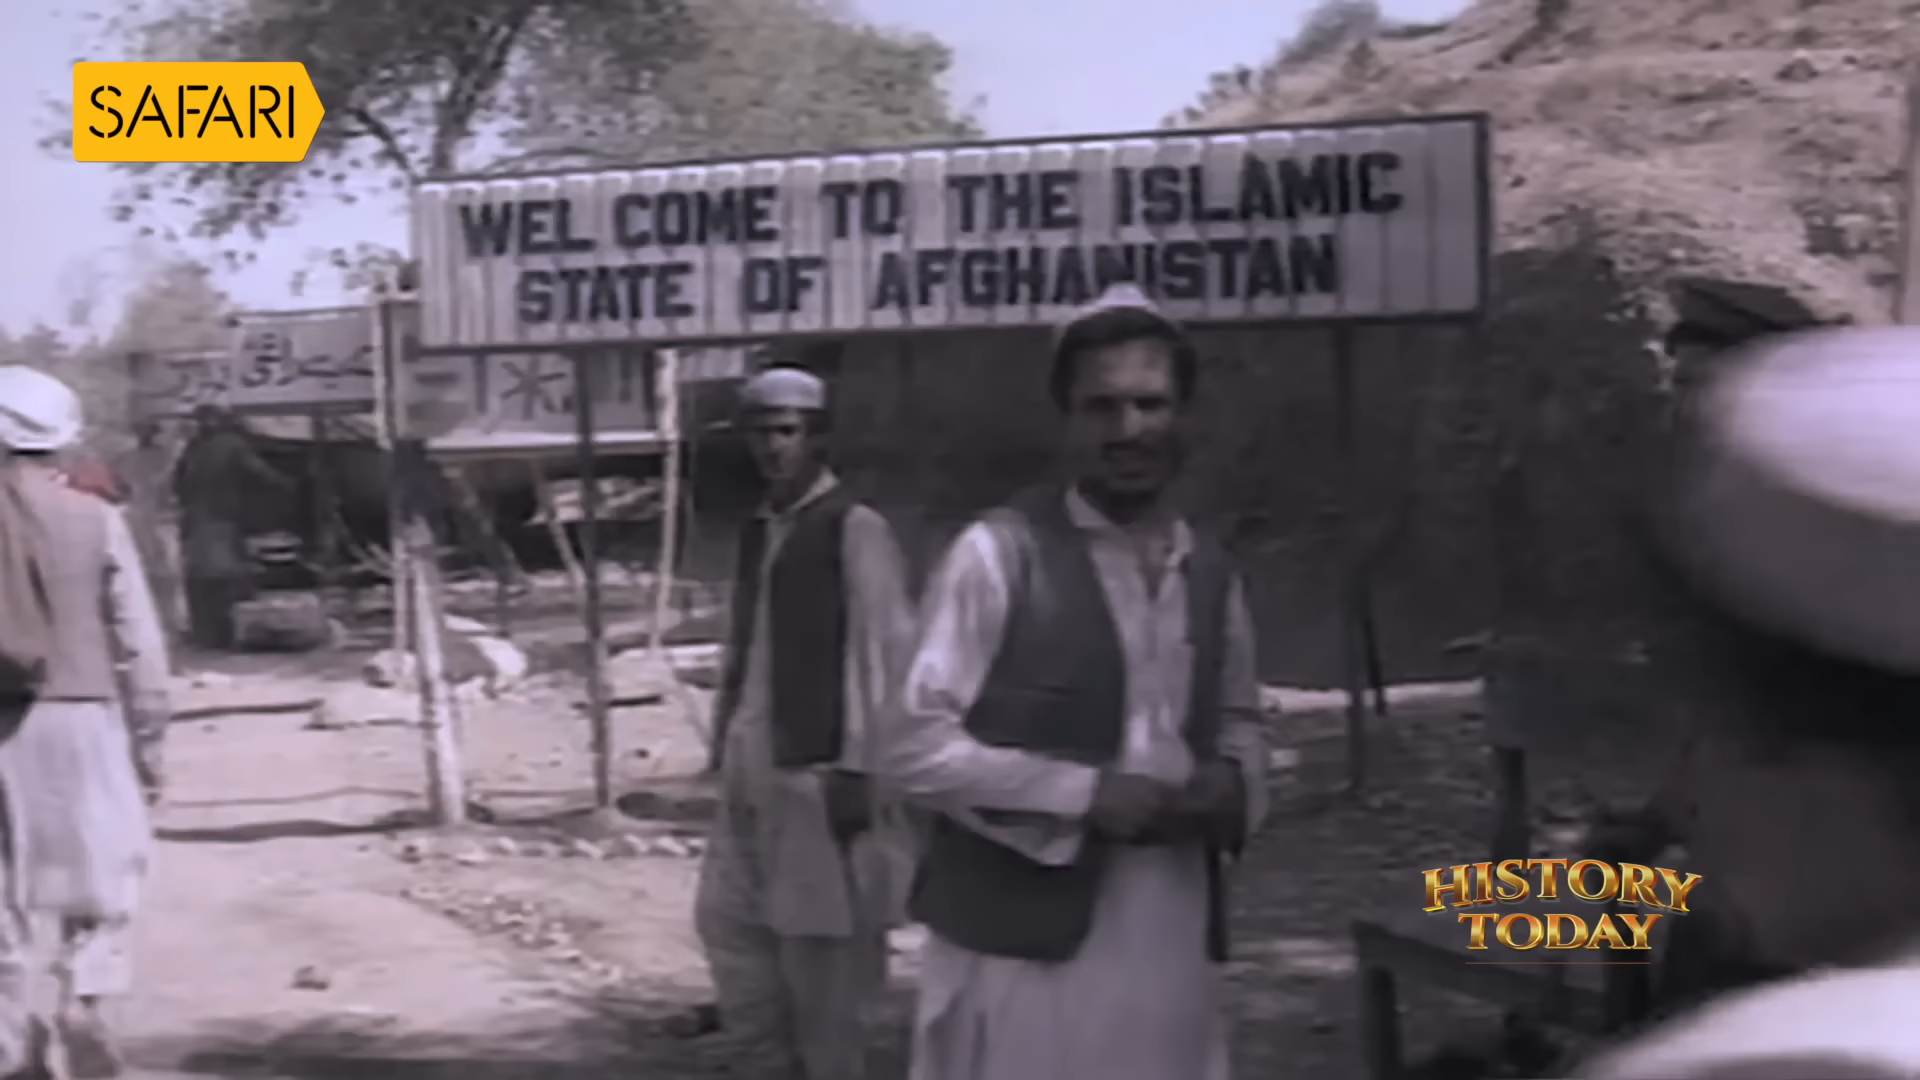 SAFARI
WEL COME TO THE ISLAMIC
STATE OF AFGHANISTAN
HISTORY
TODAY